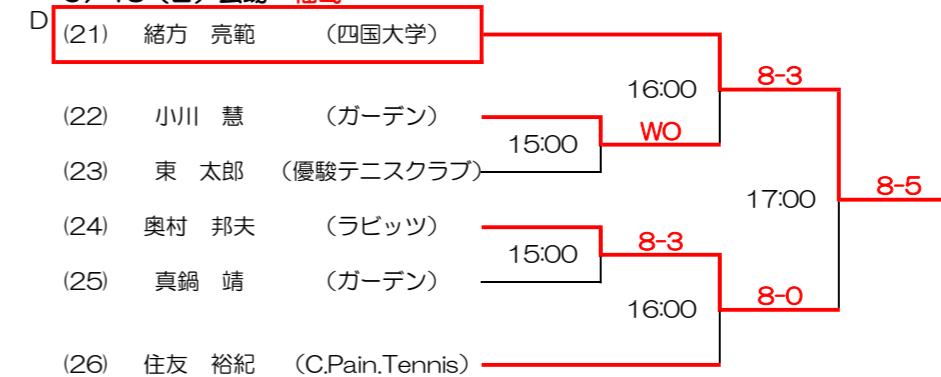 D
(21) 緒方 亮範 (四国大学)
8-3
16:00
(22) 小川 慧 (ガーデン)
WO
15:00
(23) 東 太郎 (優駿テニスクラブ)
8-5
17:00
(24) 奥村 邦夫 (ラビッツ)
8-3
15:00
(25) 真鍋 靖 (ガーデン)
8-0
16:00
(26) 住友 裕紀 (C.Pain.Tennis)